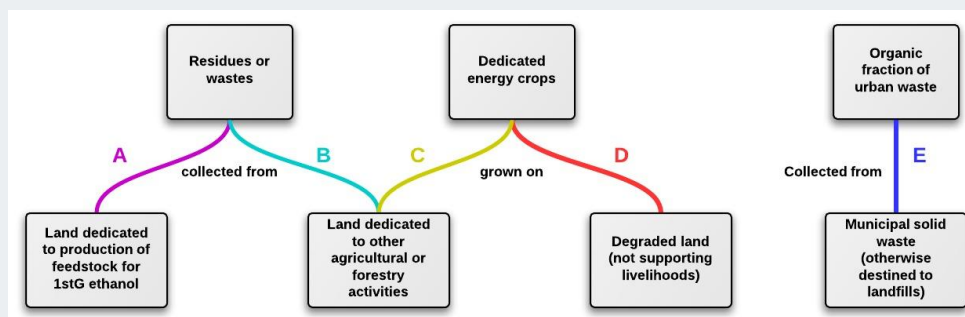 Residues or
wastes
Dedicated
energy crops
Organic
fraction of
urban waste
A
B
C
D
E
collected from
grown on
Collected from
Land dedicated
to production of
feedstock for
1stG ethanol
Land dedicated
to other
agricultural or
forestry
activities
Degraded land
(not supporting
livelihoods)
Municipal solid
waste
(otherwise
destined to
landfills)